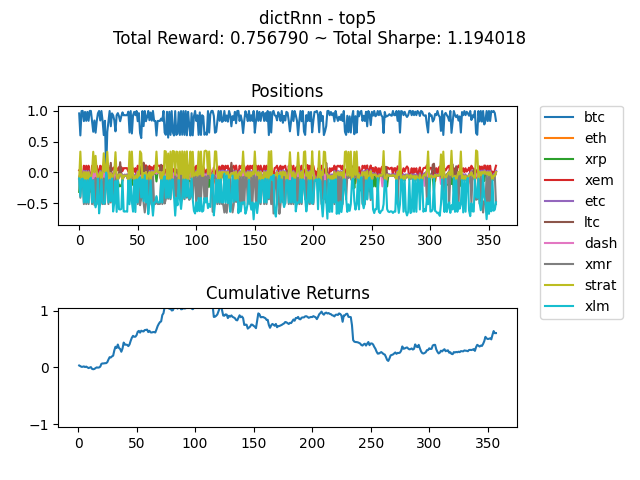 dictRnn - top5
Total Reward: 0.756790 ~ Total Sharpe: 1.194018
Positions
1.0
0.5
0.0
−0.5
0 50 100 150 200 250 300 350
btc
eth
xrp
xem
etc
ltc
dash
xmr
strat
xlm
Cumulative Returns
1
0
−1
0 50 100 150 200 250 300 350